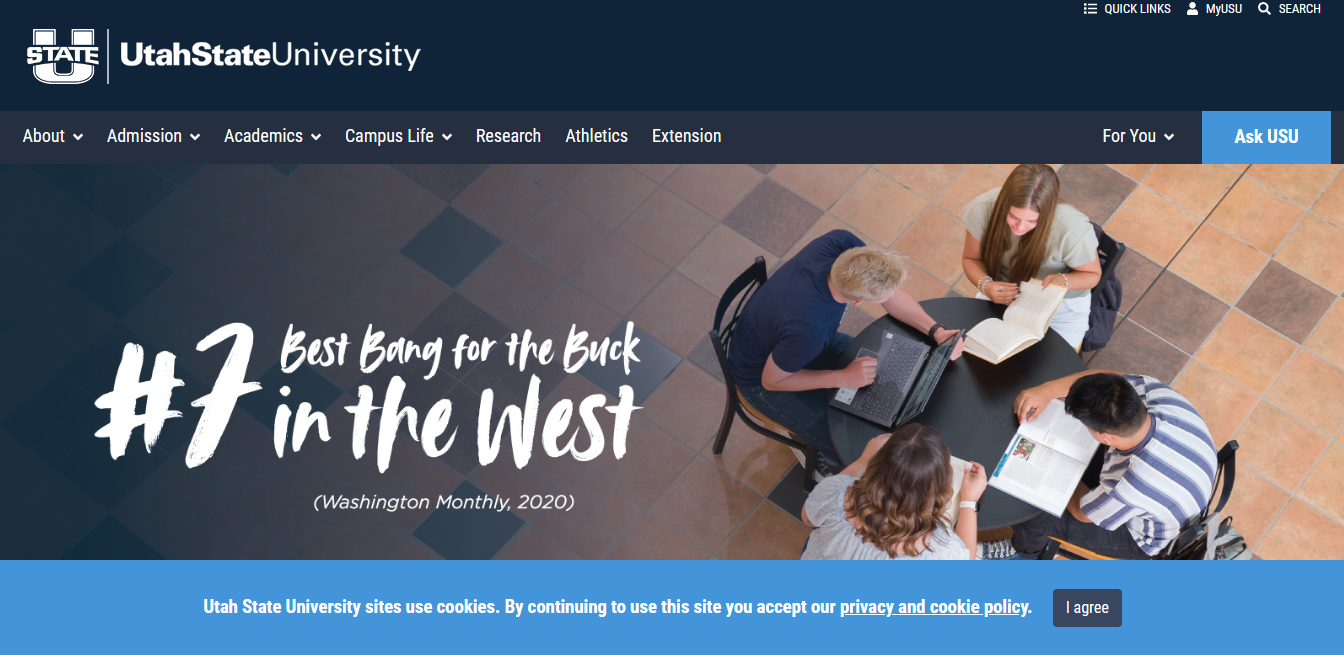 QUICK LINKS MyUSU SEARCH
STATE
UtahStateUniversity
About Admission Academics Campus Life Research Athletics Extension For You Ask USU
#7 Best Bang for the Buck
in the West
(Washington Monthly, 2020)
Utah State University sites use cookies. By continuing to use this site you accept our privacy and cookie policy. I agree